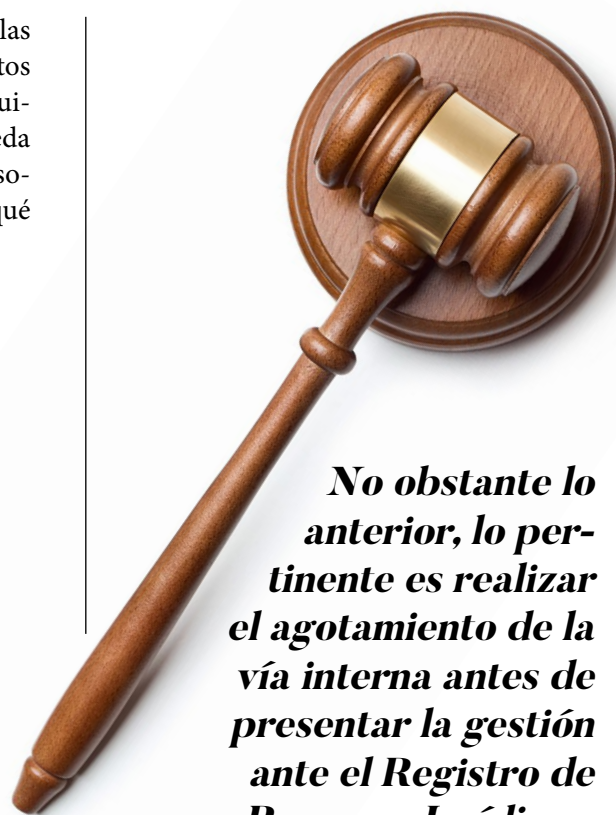 las
tos
ui-
eda
so-
qué
No obstante lo
anterior, lo per-
tinente es realizar
el agotamiento de la
vía interna antes de
presentar la gestión
ante el Registro de